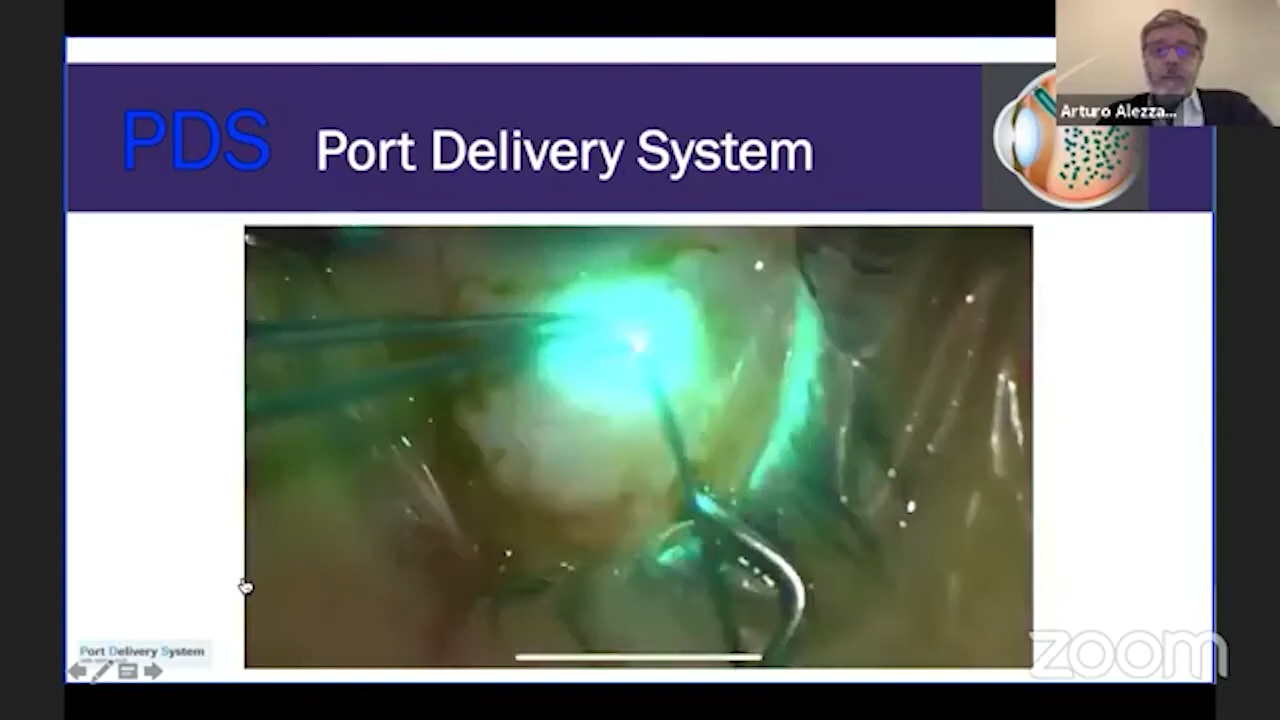 PDS Port Delivery System
Arturo Alezza...
Port Delivery System
zoom